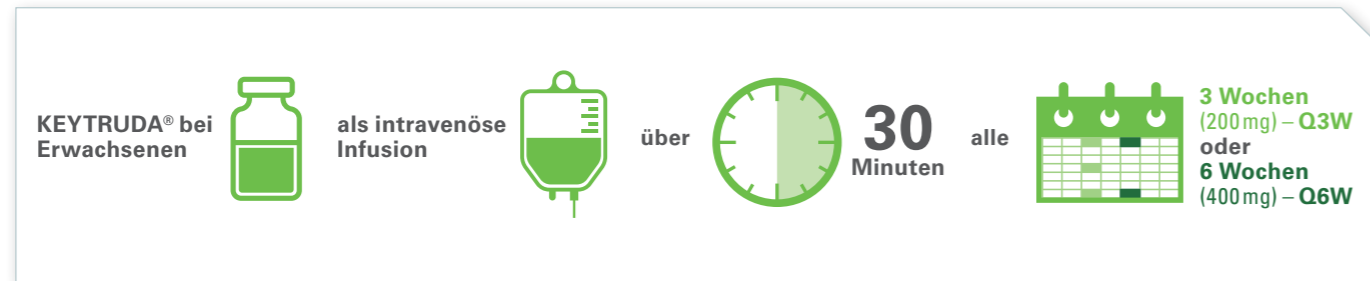 KEYTRUDA® bei
Erwachsenen
als intravenöse
Infusion
über
30
Minuten
alle
3 Wochen
(200 mg) – Q3W
oder
6 Wochen
(400 mg) – Q6W